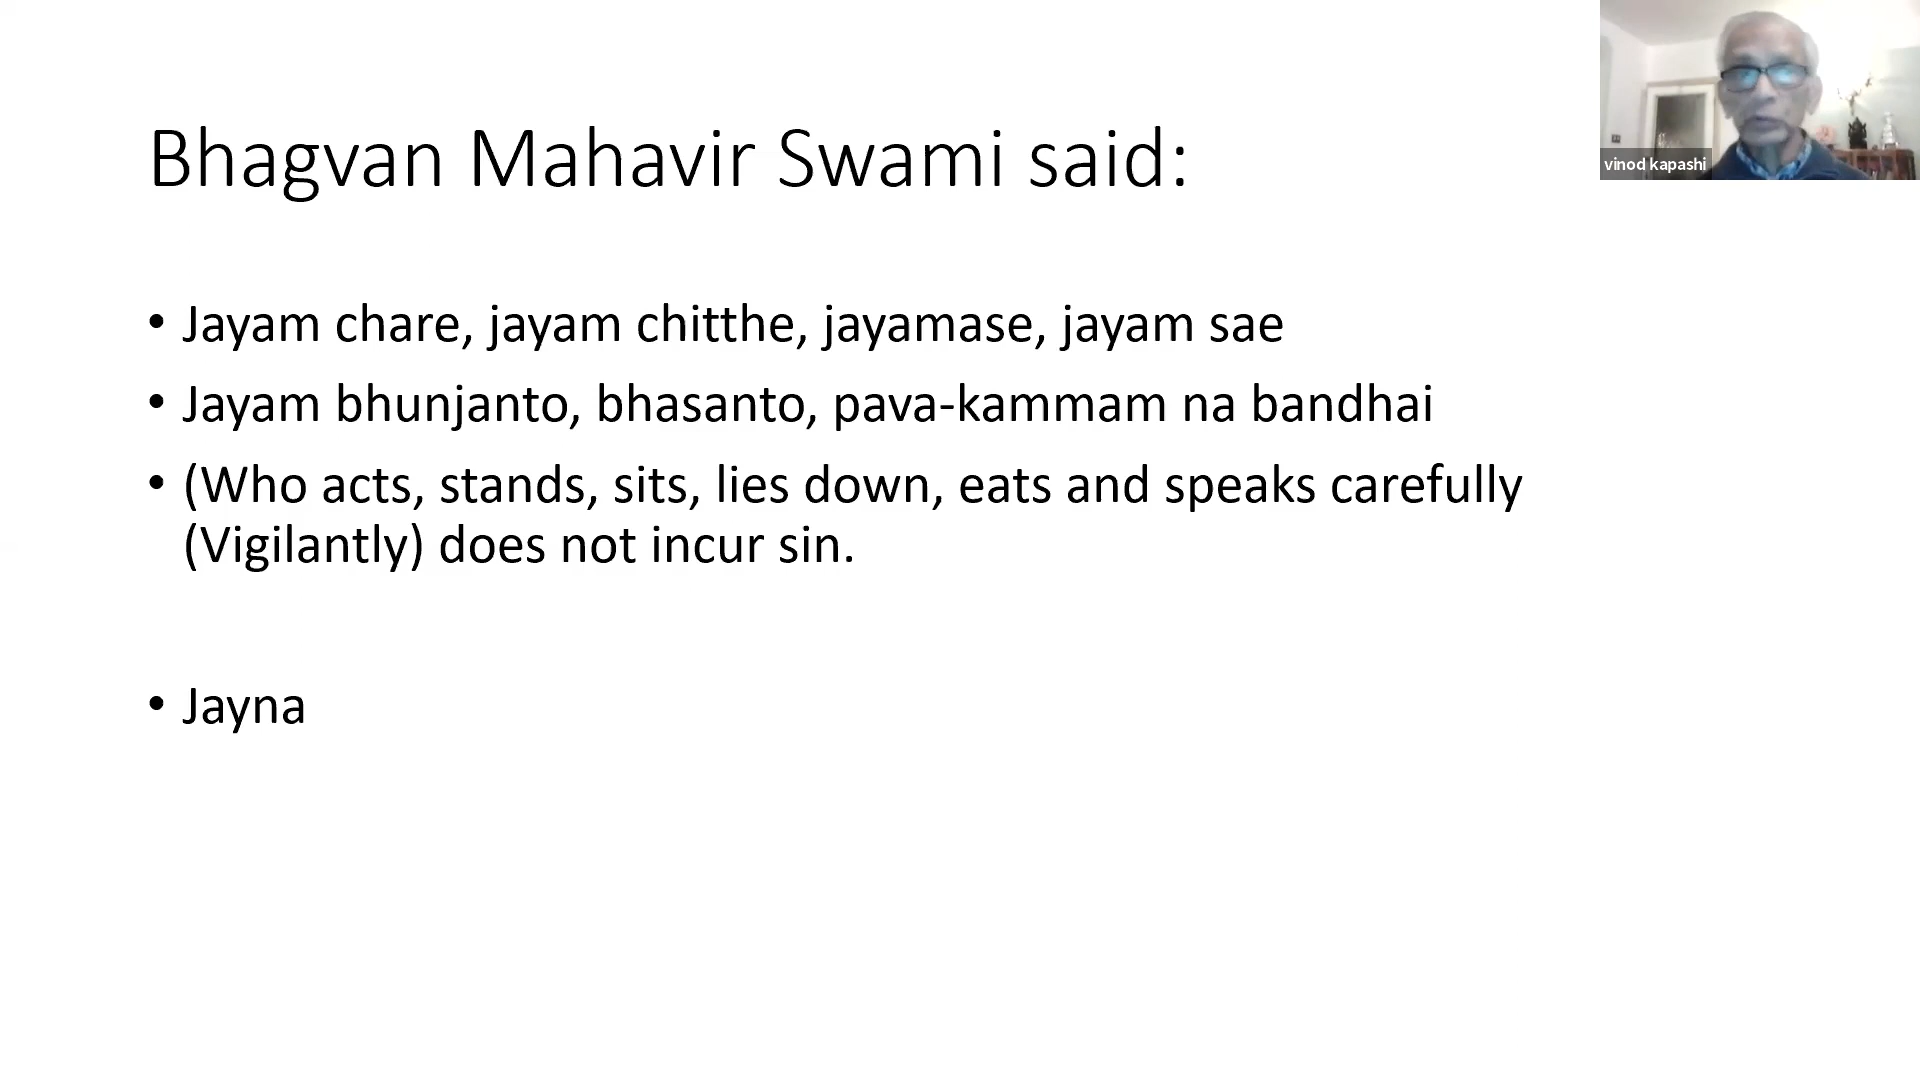 Bhagvan Mahavir Swami said:
vinod kapashi
• Jayam chare, jayam chitthe, jayamase, jayam sae
• Jayam bhunjanto, bhasanto, pava-kammam na bandhai
• (Who acts, stands, sits, lies down, eats and speaks carefully
(Vigilantly) does not incur sin.
• Jayna